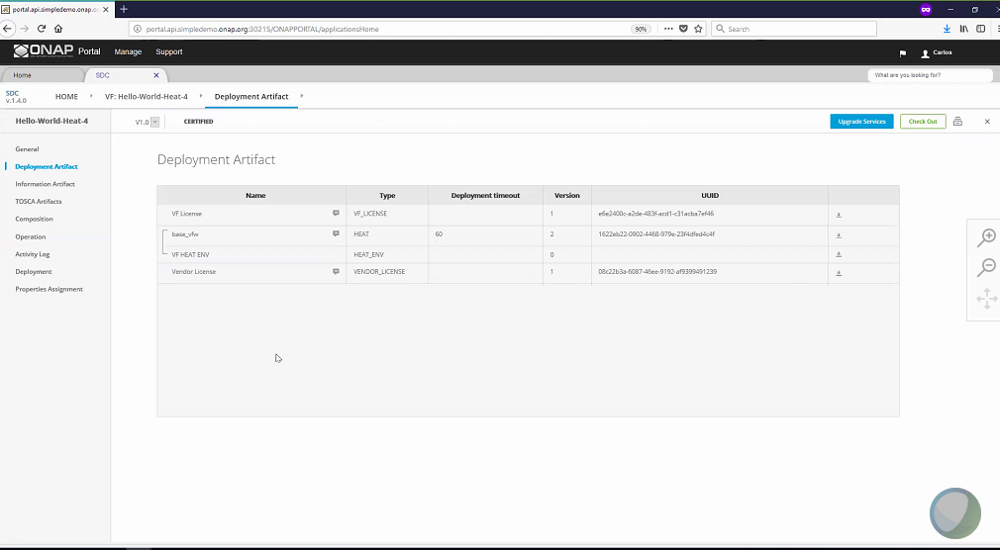 portal.api.simpledemo.onap.o
portal.api.simpledemo.onap.org:30215/ONAPPORTAL/applicationsHome
90%
Search
ONAP Portal Manage Support
Carlos
Home
SDC
What are you looking for?
SDC
v.1.4.0
HOME
VF: Hello-World-Heat-4
Deployment Artifact
Hello-World-Heat-4
V1.0
CERTIFIED
Upgrade Services
Check Out
General
Deployment Artifact
Information Artifact
TOSCA Artifacts
Composition
Operation
Activity Log
Deployment
Properties Assignment
Deployment Artifact
Name Type Deployment timeout Version UUID
VF License VF_LICENSE 1 e6e2400c-a2de-483f-acd1-c31acba7ef46
base_vfw HEAT 60 2 1622eb22-0902-4468-979e-23f4dfed4c4f
VF HEAT ENV HEAT_ENV 0
Vendor License VENDOR_LICENSE 1 08c22b3a-6087-46ee-9192-af9399491239